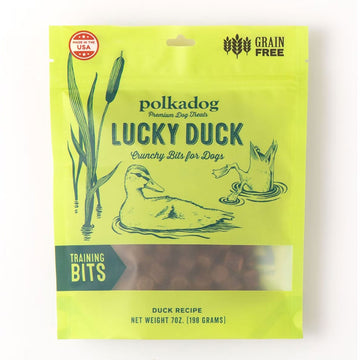 MADE IN THE
USA
GRAIN
FREE
polkadog
Premium Dog Treats
LUCKY DUCK
Crunchy Bits for Dogs
TRAINING
BITS
DUCK RECIPE
NET WEIGHT 7OZ. (198 GRAMS)